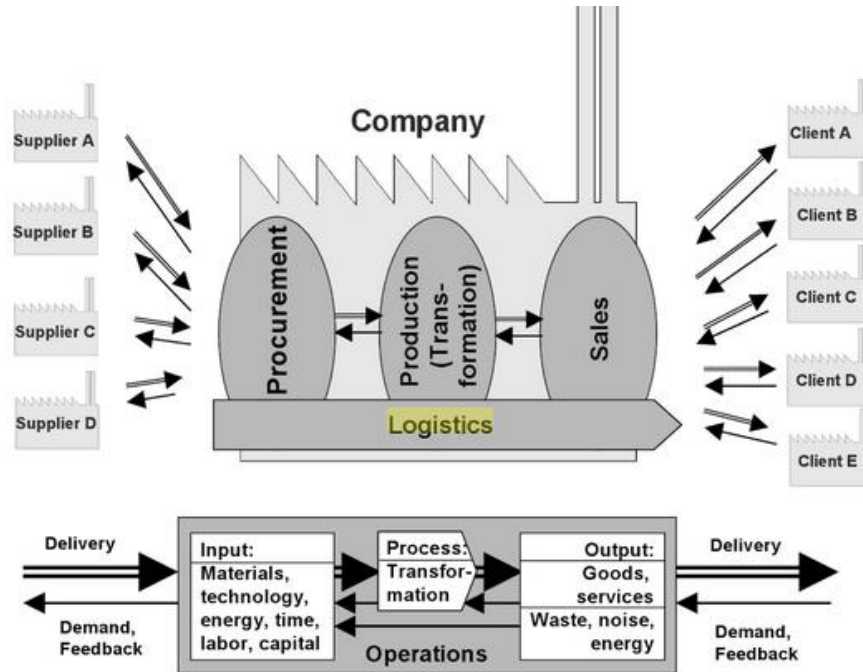 Company
Supplier A
Supplier B
Supplier C
Supplier D
Procurement
Production
(Trans-
formation)
Sales
Logistics
Client A
Client B
Client C
Client D
Client E
Delivery
Demand,
Feedback
Input:
Materials,
technology,
energy, time,
labor, capital
Process:
Transfor-
mation
Output:
Goods,
services
Waste, noise,
energy
Operations
Delivery
Demand,
Feedback